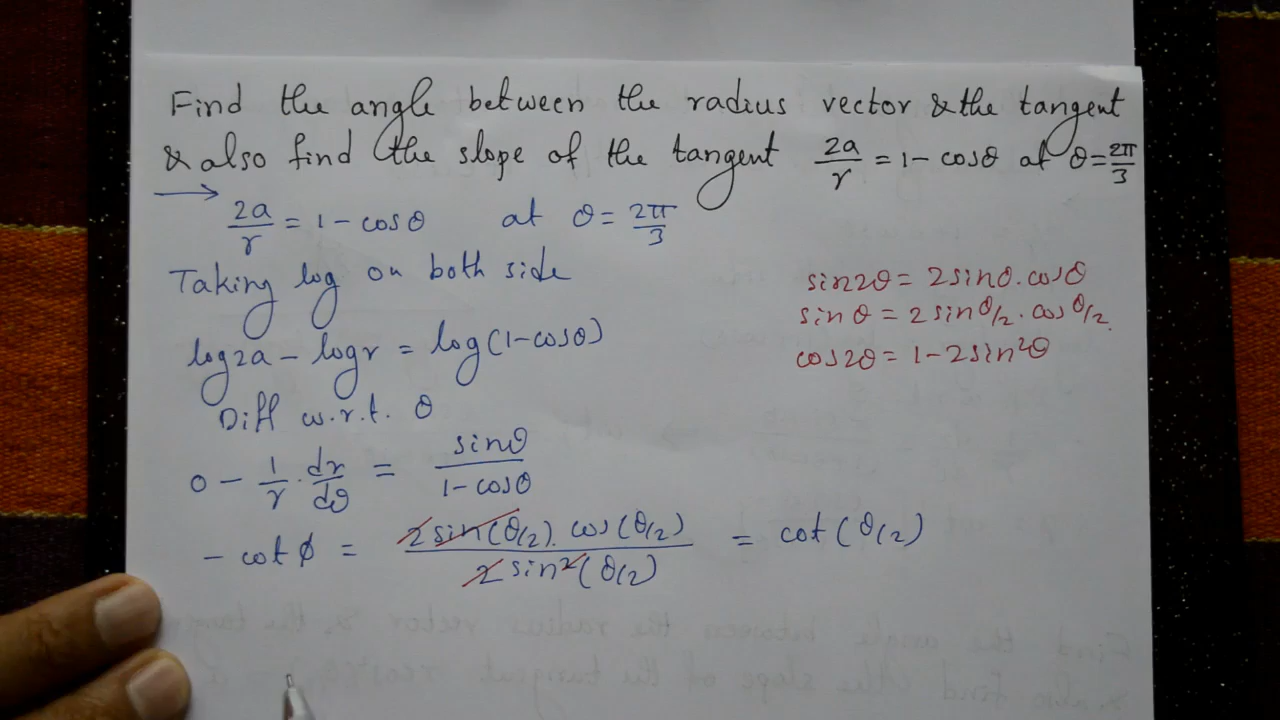 Find the angle between the radius vector & the tangent
& also find the slope of the tangent 2a/r = 1 - cosθ at θ = 2π/3
→
2a/r = 1 - cosθ at θ = 2π/3
Taking log on both side
sin2θ = 2sinθ.cosθ
sinθ = 2sinθ/2.cosθ/2.
cos2θ = 1-2sin²θ
log2a - logr = log(1-cosθ)
Diff w.r.t. θ
0 - 1/r . dr/dθ = sinθ/1-cosθ
- cot ϕ = 2sin(θ/2).cos(θ/2)/2sin²(θ/2) = cot(θ/2)